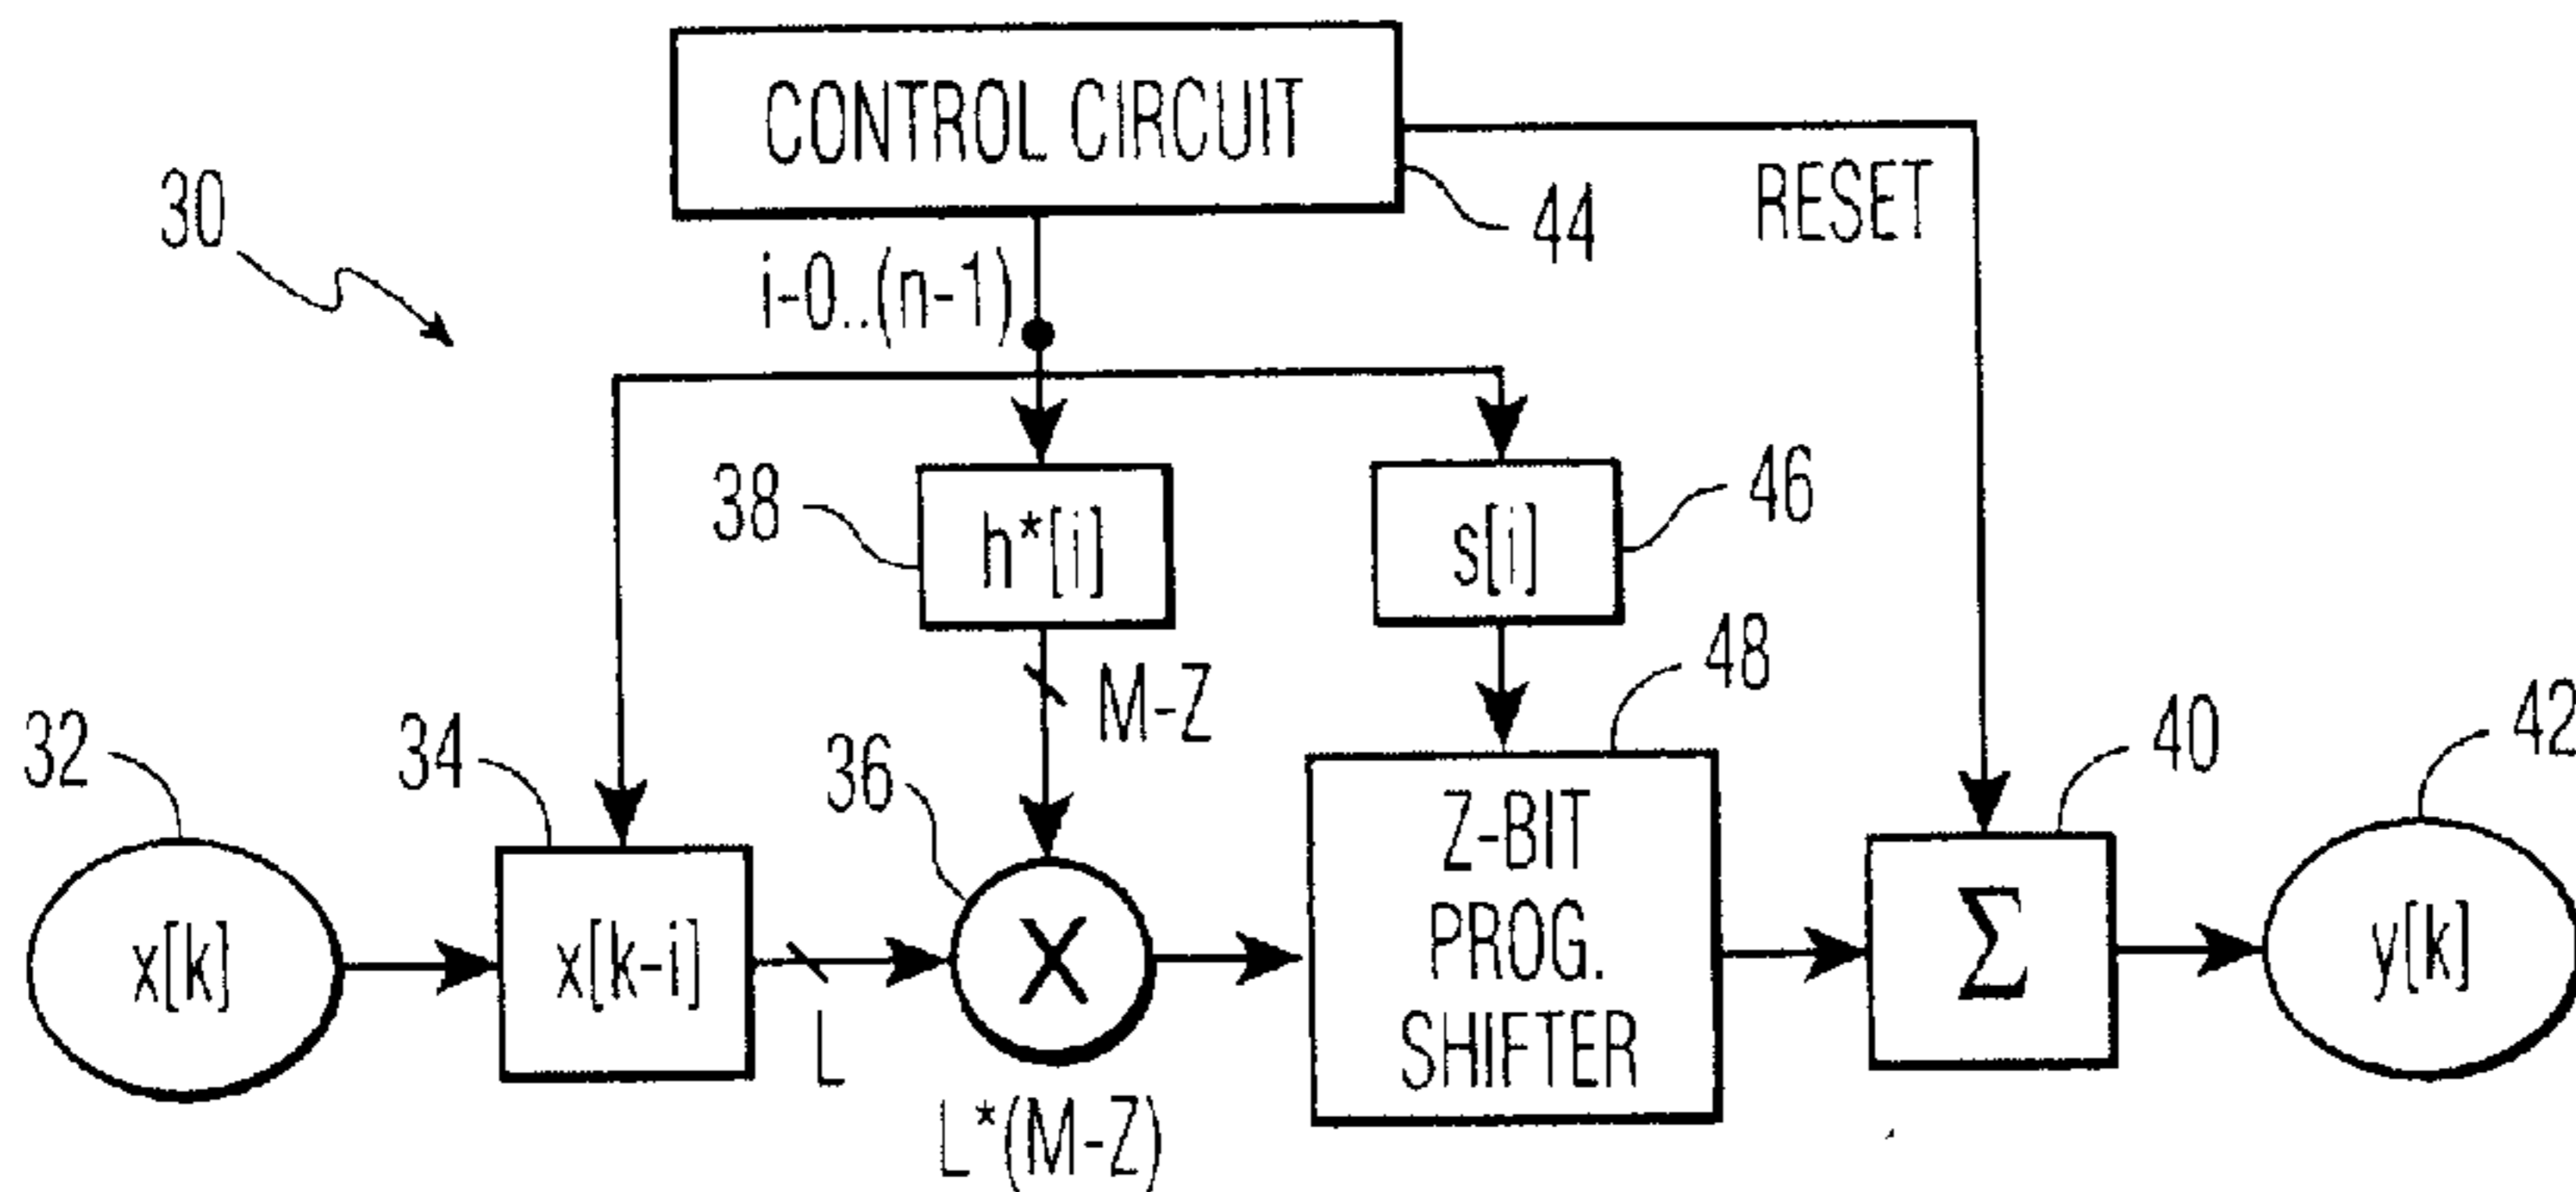 CONTROL CIRCUIT
30
44
RESET
i-0..(n-1)
38
h*[i]
s[i]
46
M-Z
48
32
34
36
40
42
x[k]
x[k-i]
L
X
L*(M-Z)
Z-BIT
PROG.
SHIFTER
Σ
y[k]